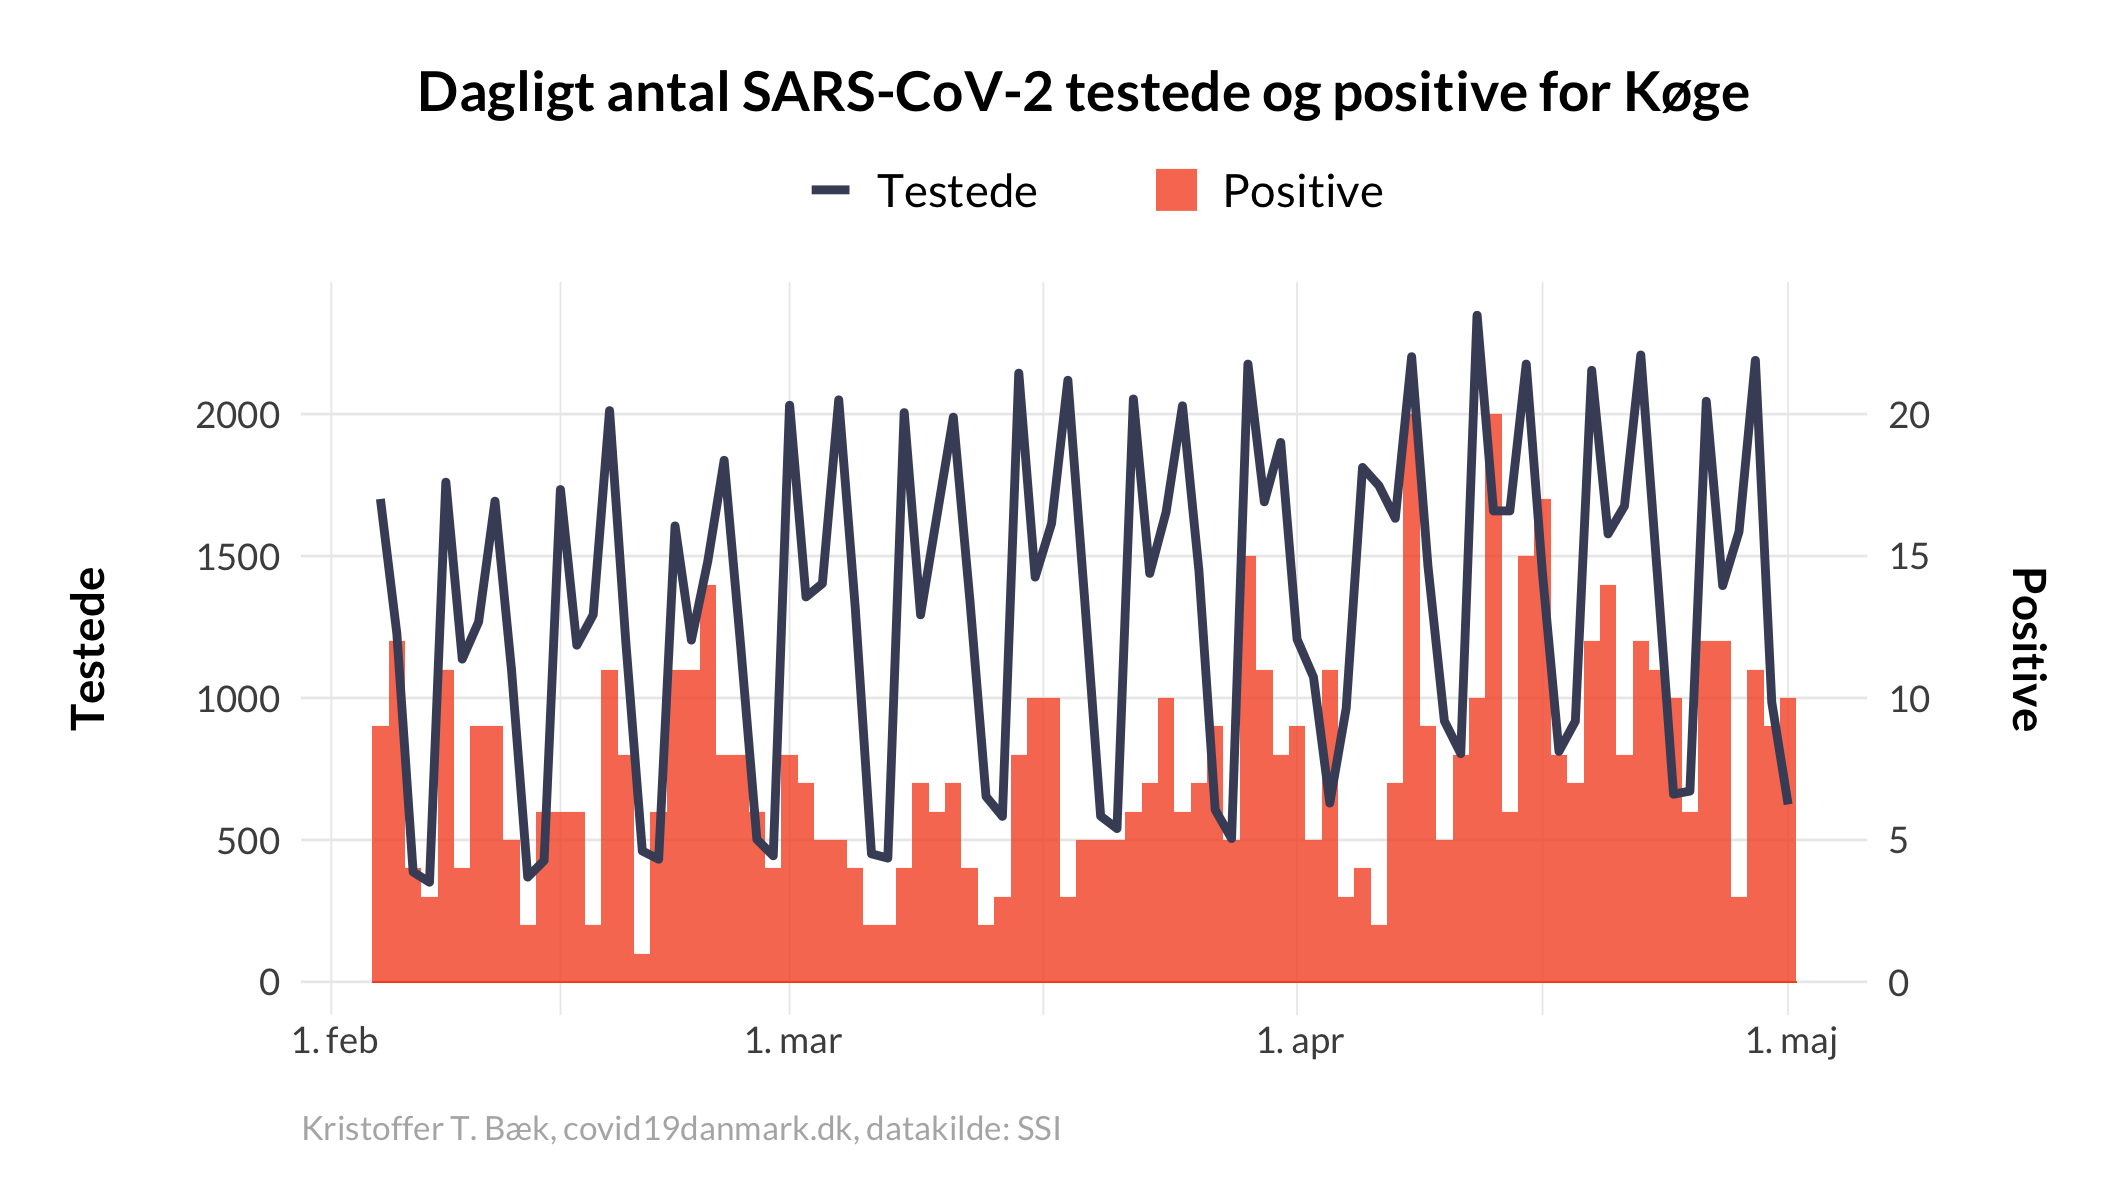 Dagligt antal SARS-CoV-2 testede og positive for Køge
Testede Positive
Testede
2000
1500
1000
500
0
20
15
10
5
0
Positive
1. feb 1. mar 1. apr 1. maj
Kristoffer T. Bæk, covid19danmark.dk, datakilde: SSI